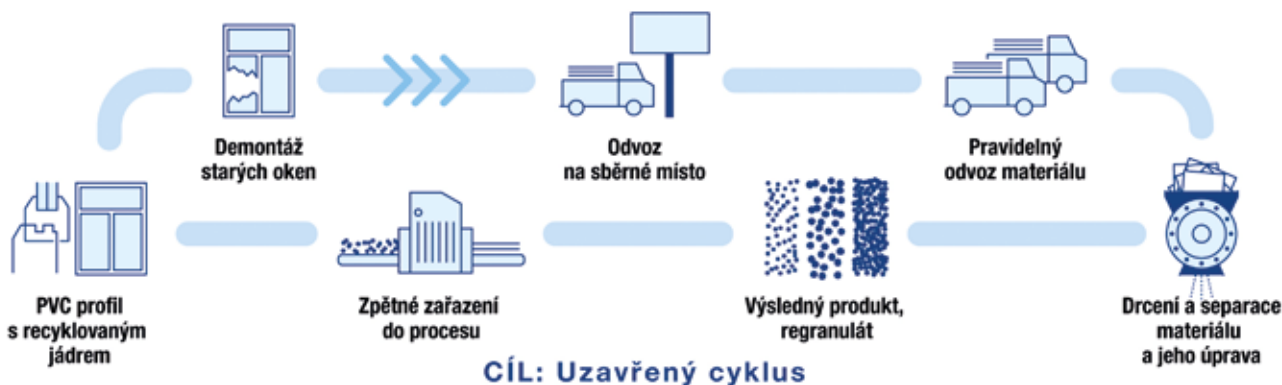 Demontáž
starých oken
Odvoz
na sběrné místo
Pravidelný
odvoz materiálu
PVC profil
s recyklovaným
jádrem
Zpětné zařazení
do procesu
Výsledný produkt,
regranulát
Drcení a separace
materiálu
a jeho úprava
CÍL: Uzavřený cyklus